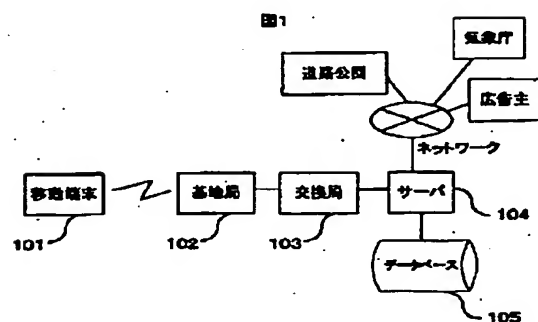 図1
気象庁
道路公団
広告主
ネットワーク
移動端末
基地局
交換局
サーバ
101
102
103
104
データベース
105